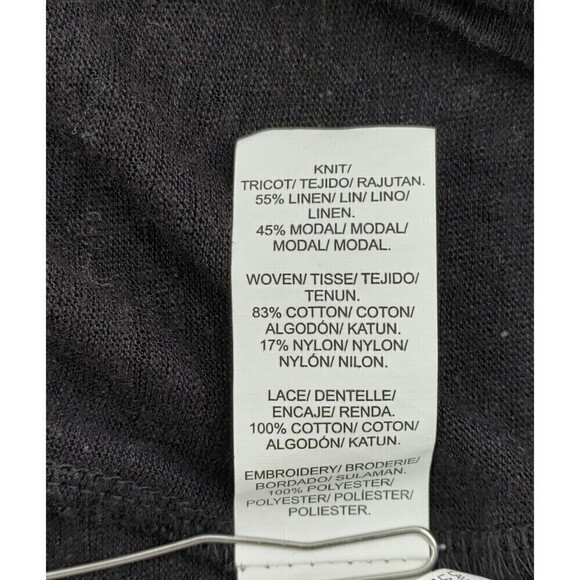 KNIT/
TRICOT/ TEJIDO/ RAJUTAN.
55% LINEN/ LIN/ LINO/
LINEN.
45% MODAL/ MODAL/
MODAL/ MODAL.
WOVEN/ TISSE/ TEJIDO/
TENUN.
83% COTTON/ COTON/
ALGODÓN/ KATUN.
17% NYLON/ NYLON/
NYLÓN/ NILON.
LACE/ DENTELLE/
ENCAJE/ RENDA.
100% COTTON/ COTON/
ALGODÓN/ KATUN.
EMBROIDERY/ BRODERIE/
BORDADO/ SULAMAN.
100% POLYESTER/
POLYESTER/ POLÍESTER/
POLIESTER.